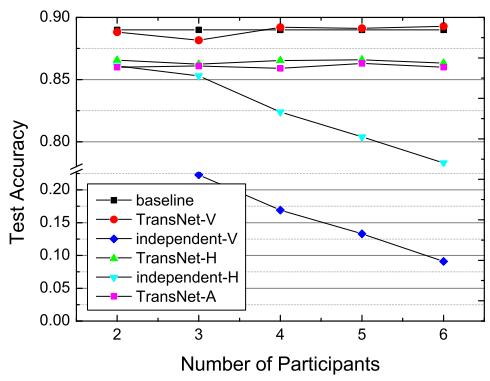 0.90
0.85
0.80
0.20
0.15
0.10
0.05
0.00
Test Accuracy
baseline
TransNet-V
independent-V
TransNet-H
independent-H
TransNet-A
2 3 4 5 6
Number of Participants